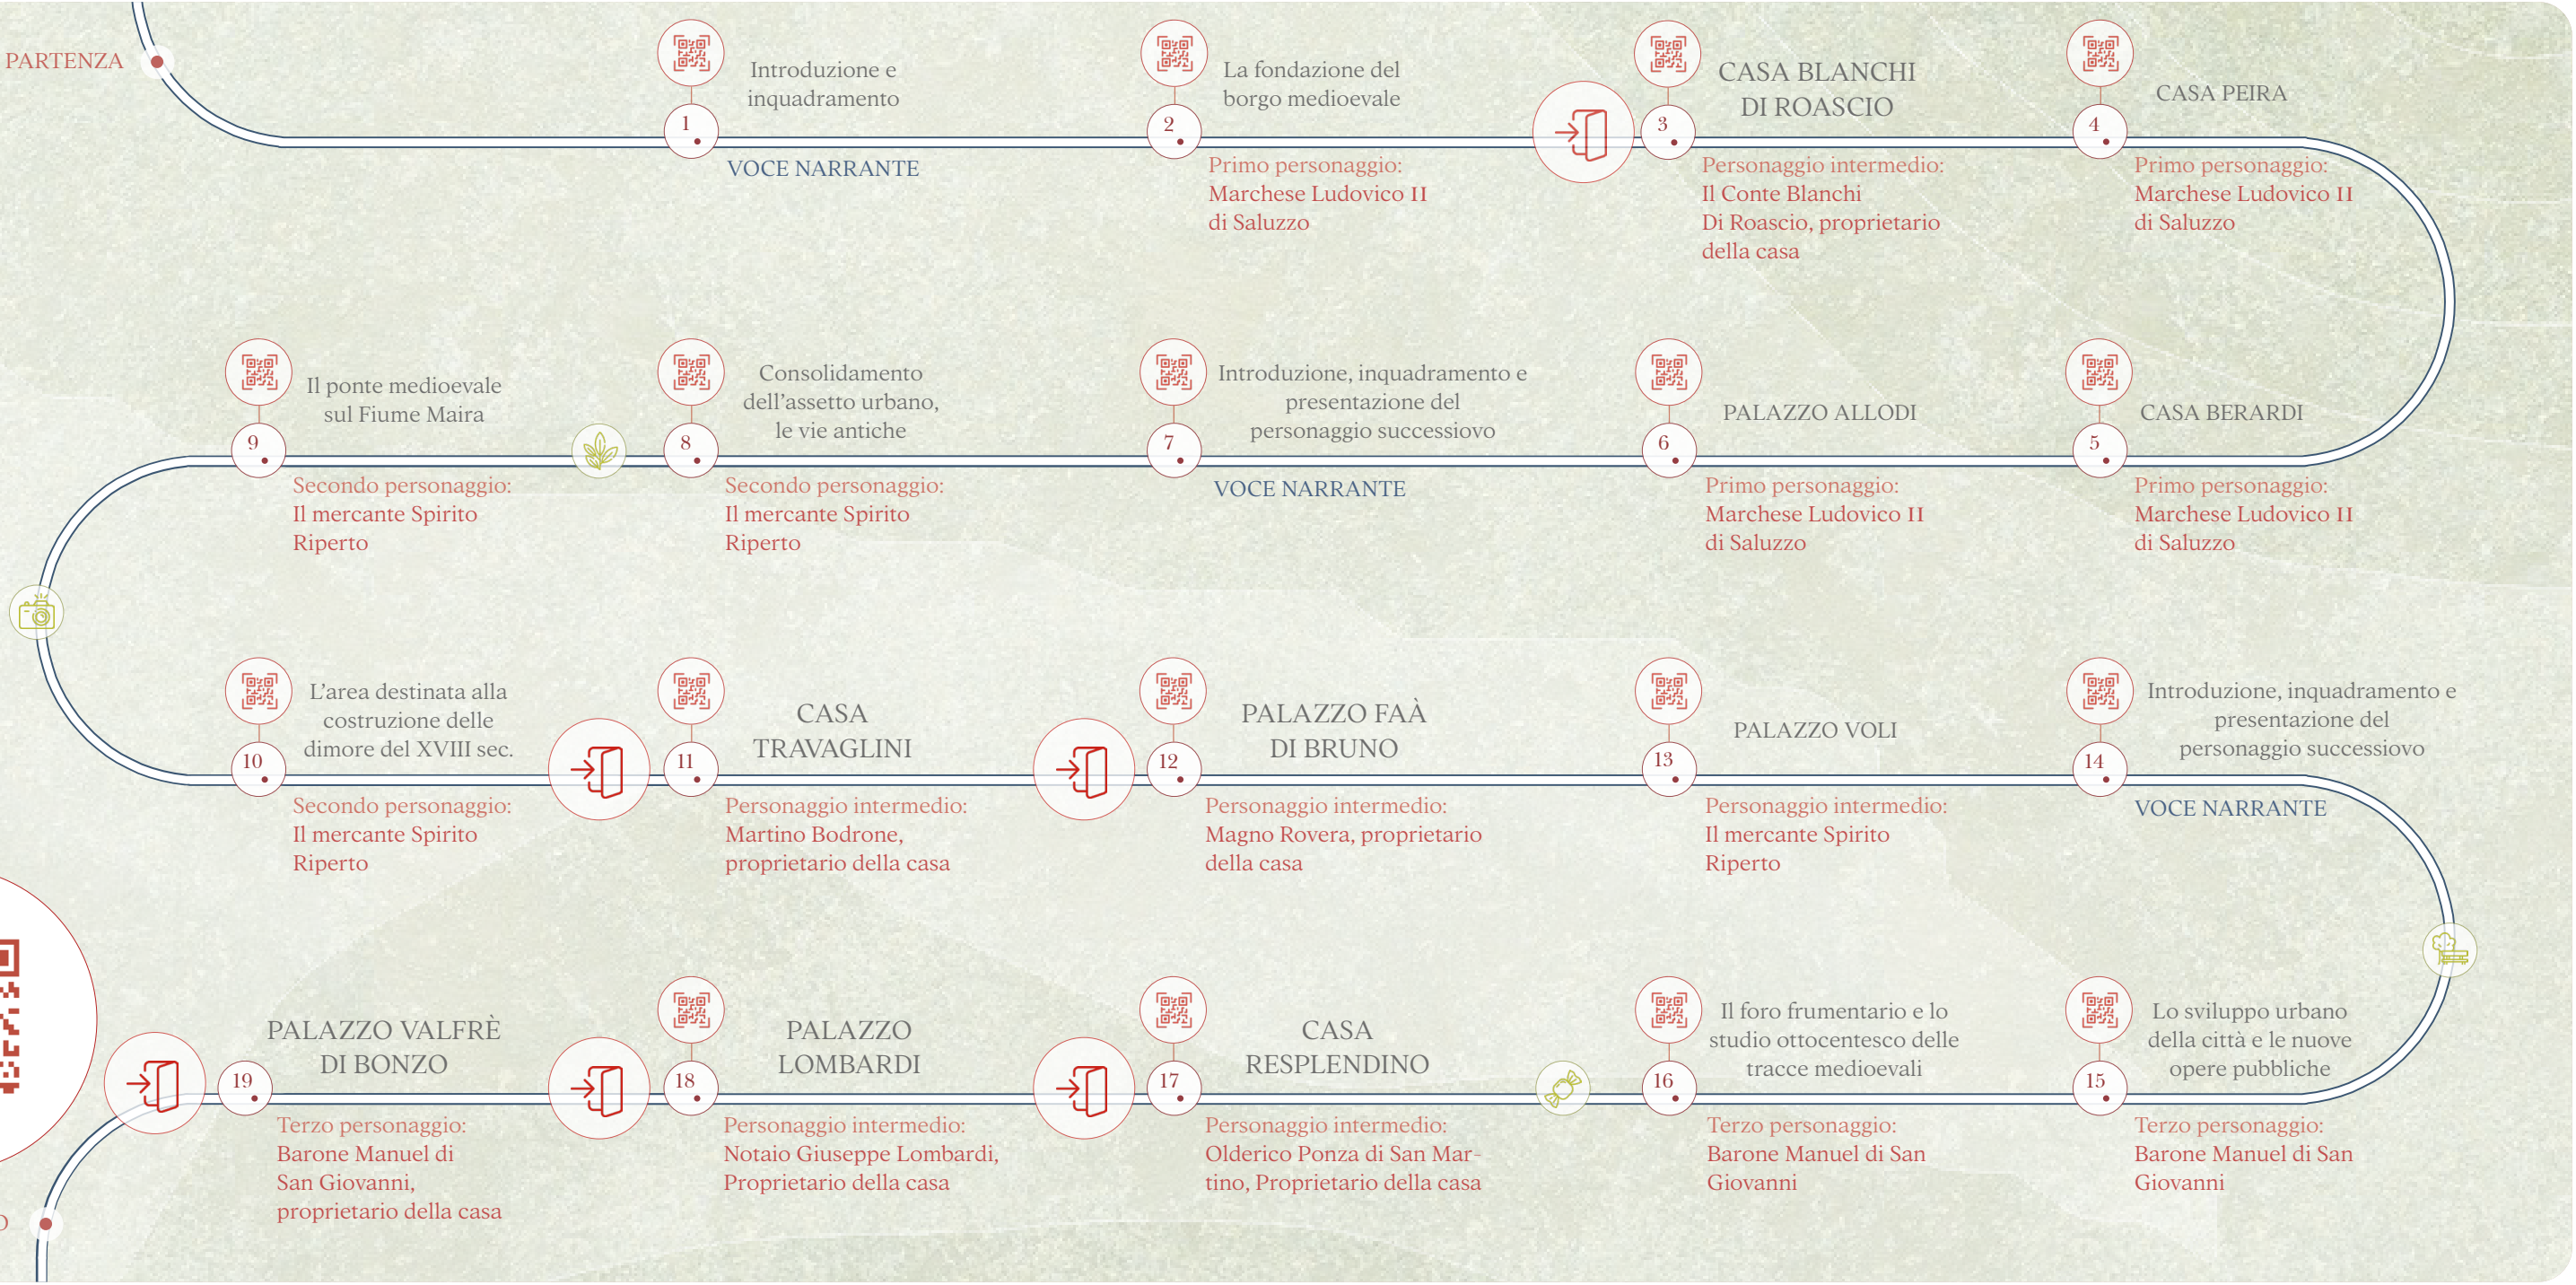 PARTENZA
1
Introduzione e
inquadramento
VOCE NARRANTE
2
La fondazione del
borgo medioevale
Primo personaggio:
Marchese Ludovico II
di Saluzzo
3
CASA BLANCHI
DI ROASCIO
Personaggio intermedio:
Il Conte Blanchi
Di Roascio, proprietario
della casa
4
CASA PEIRA
Primo personaggio:
Marchese Ludovico II
di Saluzzo
5
CASA BERARDI
Primo personaggio:
Marchese Ludovico II
di Saluzzo
6
PALAZZO ALLODI
Primo personaggio:
Marchese Ludovico II
di Saluzzo
7
Introduzione, inquadramento e
presentazione del
personaggio successiovo
VOCE NARRANTE
8
Consolidamento
dell'assetto urbano,
le vie antiche
Secondo personaggio:
Il mercante Spirito
Riperto
9
Il ponte medioevale
sul Fiume Maira
Secondo personaggio:
Il mercante Spirito
Riperto
10
L'area destinata alla
costruzione delle
dimore del XVIII sec.
Secondo personaggio:
Il mercante Spirito
Riperto
11
CASA
TRAVAGLINI
Personaggio intermedio:
Martino Bodrone,
proprietario della casa
12
PALAZZO FAÀ
DI BRUNO
Personaggio intermedio:
Magno Rovera, proprietario
della casa
13
PALAZZO VOLI
Personaggio intermedio:
Il mercante Spirito
Riperto
14
Introduzione, inquadramento e
presentazione del
personaggio successiovo
VOCE NARRANTE
15
Lo sviluppo urbano
della città e le nuove
opere pubbliche
Terzo personaggio:
Barone Manuel di San
Giovanni
16
Il foro frumentario e lo
studio ottocentesco delle
tracce medioevali
Terzo personaggio:
Barone Manuel di San
Giovanni
17
CASA
RESPLENDINO
Personaggio intermedio:
Olderico Ponza di San Mar-
tino, Proprietario della casa
18
PALAZZO
LOMBARDI
Personaggio intermedio:
Notaio Giuseppe Lombardi,
Proprietario della casa
19
PALAZZO VALFRÈ
DI BONZO
Terzo personaggio:
Barone Manuel di
San Giovanni,
proprietario della casa